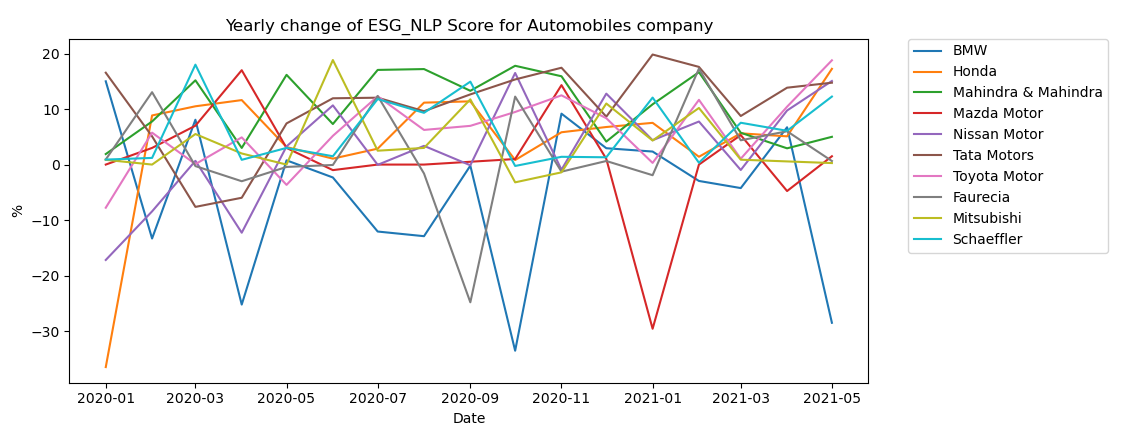 Yearly change of ESG_NLP Score for Automobiles company
20
10
0
−10
−20
−30
%
2020-01 2020-03 2020-05 2020-07 2020-09 2020-11 2021-01 2021-03 2021-05
Date
BMW
Honda
Mahindra & Mahindra
Mazda Motor
Nissan Motor
Tata Motors
Toyota Motor
Faurecia
Mitsubishi
Schaeffler